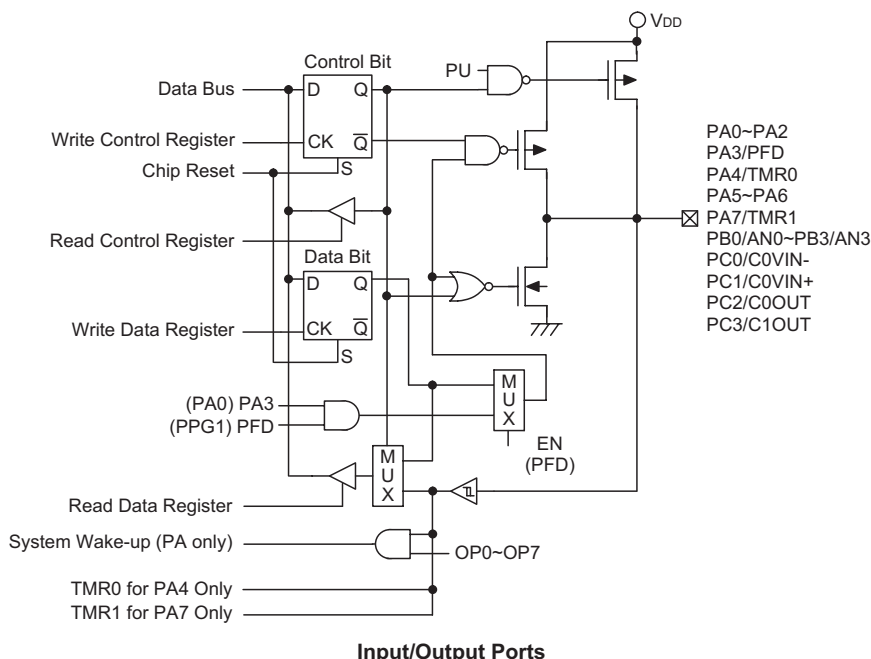 VDD
Control Bit
PU
Data Bus
D
Q
Write Control Register
CK
Q
Chip Reset
S
Read Control Register
Data Bit
D
Q
Write Data Register
CK
Q
S
PA0~PA2
PA3/PFD
PA4/TMR0
PA5~PA6
PA7/TMR1
PB0/AN0~PB3/AN3
PC0/C0VIN-
PC1/C0VIN+
PC2/C0OUT
PC3/C1OUT
(PA0) PA3
(PPG1) PFD
MUX
EN
(PFD)
MUX
Read Data Register
System Wake-up (PA only)
OP0~OP7
TMR0 for PA4 Only
TMR1 for PA7 Only
Input/Output Ports